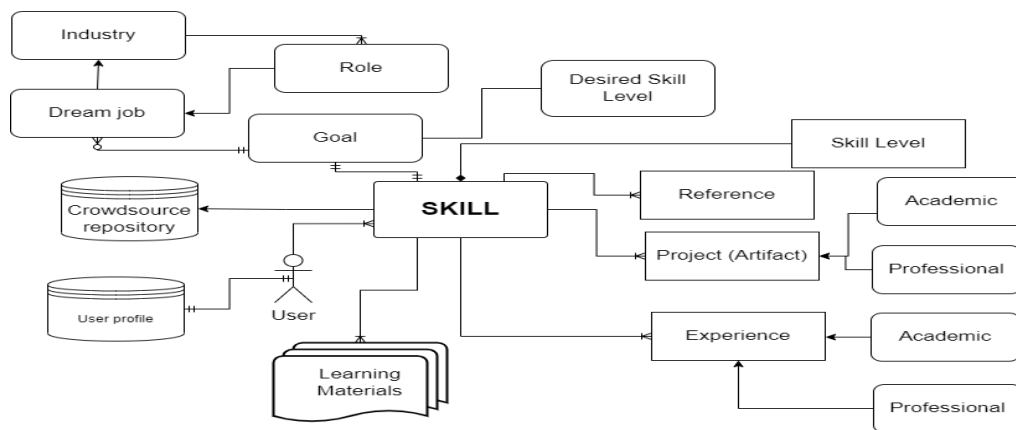 Industry
Role
Dream job
Desired Skill
Level
Goal
Skill Level
SKILL
Reference
Academic
Crowdsource
repository
Project (Artifact)
Professional
User profile
User
Experience
Academic
Learning
Materials
Professional